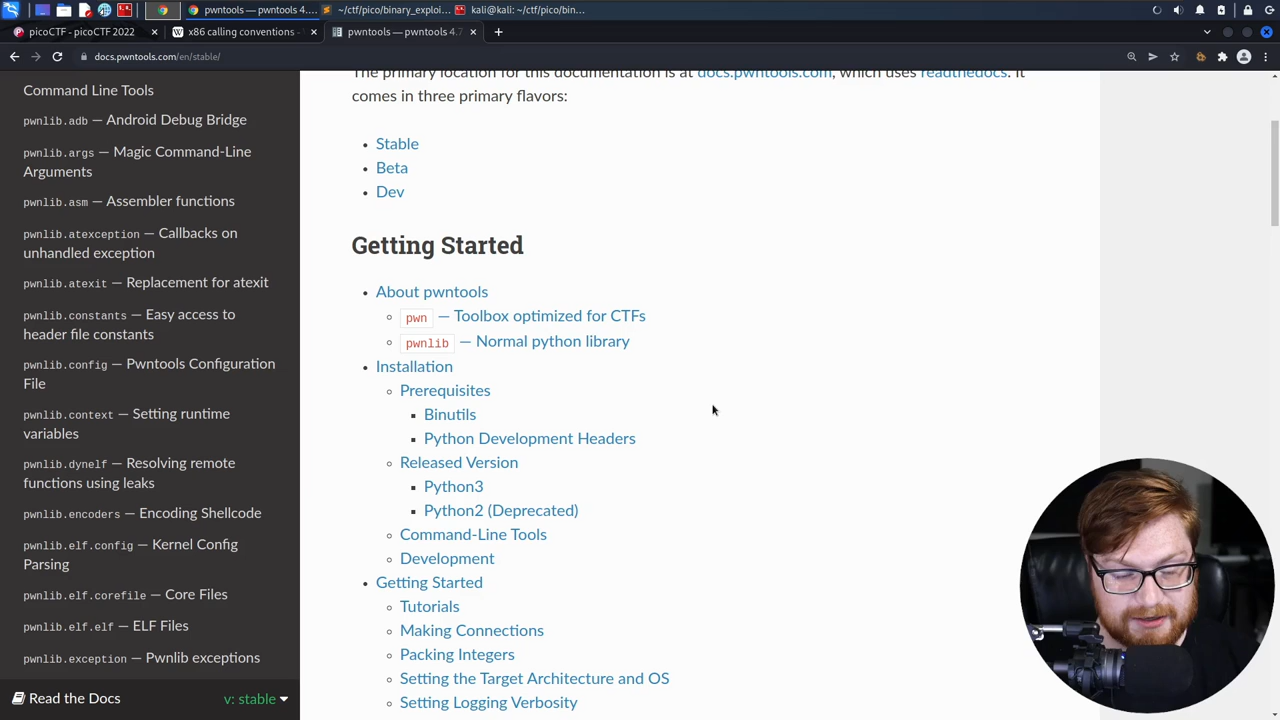 pwntools — pwntools 4....
~/ctf/pico/binary_exploi...
kali@kali: ~/ctf/pico/bin...
picoCTF - picoCTF 2022
x86 calling conventions -
pwntools — pwntools 4.7
docs.pwntools.com/en/stable/
Command Line Tools
pwnlib.adb — Android Debug Bridge
pwnlib.args — Magic Command-Line
Arguments
pwnlib.asm — Assembler functions
pwnlib.atexception — Callbacks on
unhandled exception
pwnlib.atexit — Replacement for atexit
pwnlib.constants — Easy access to
header file constants
pwnlib.config — Pwntools Configuration
File
pwnlib.context — Setting runtime
variables
pwnlib.dynelf — Resolving remote
functions using leaks
pwnlib.encoders — Encoding Shellcode
pwnlib.elf.config — Kernel Config
Parsing
pwnlib.elf.corefile — Core Files
pwnlib.elf.elf — ELF Files
pwnlib.exception — Pwnlib exceptions
Read the Docs
v: stable
The primary location for this documentation is at docs.pwntools.com, which uses readthedocs. It
comes in three primary flavors:
Stable
Beta
Dev
Getting Started
About pwntools
pwn — Toolbox optimized for CTFs
pwnlib — Normal python library
Installation
Prerequisites
Binutils
Python Development Headers
Released Version
Python3
Python2 (Deprecated)
Command-Line Tools
Development
Getting Started
Tutorials
Making Connections
Packing Integers
Setting the Target Architecture and OS
Setting Logging Verbosity